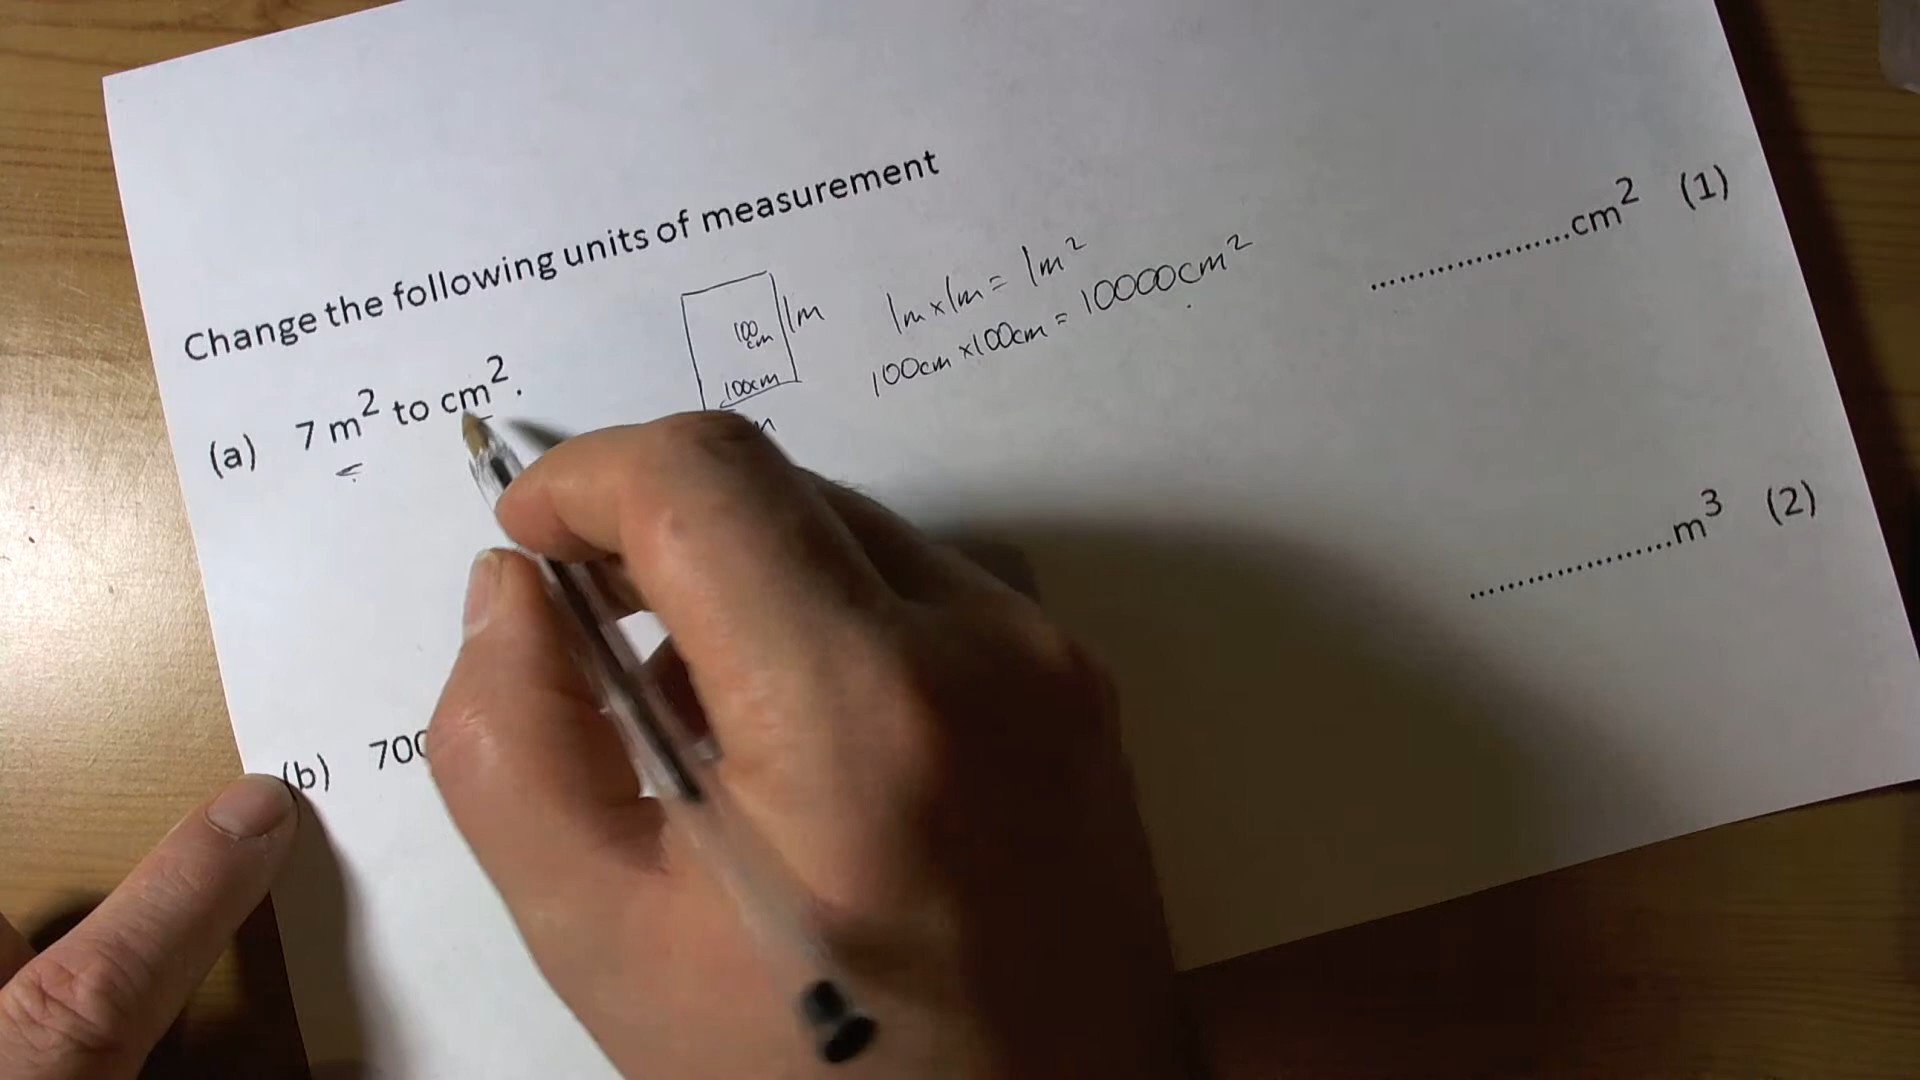 Change the following units of measurement
(a) 7 m² to cm².
100
cm
1m
100cm
1m x 1m = 1m²
100cm x 100cm = 10000cm²
....................cm² (1)
(b) 700
....................m³ (2)